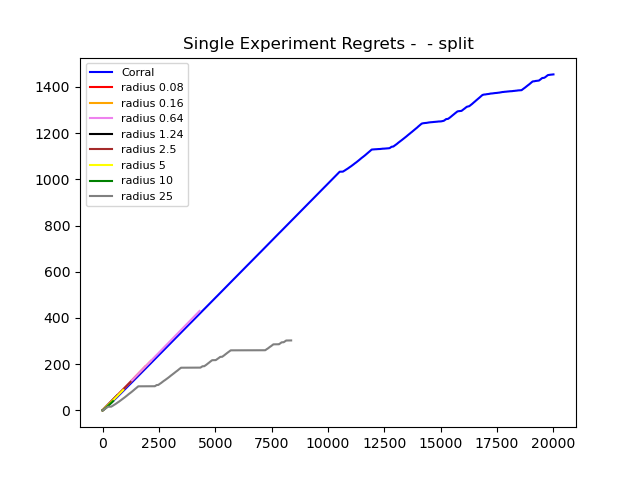 Single Experiment Regrets -  - split
Corral
radius 0.08
radius 0.16
radius 0.64
radius 1.24
radius 2.5
radius 5
radius 10
radius 25
1400
1200
1000
800
600
400
200
0
0 2500 5000 7500 10000 12500 15000 17500 20000